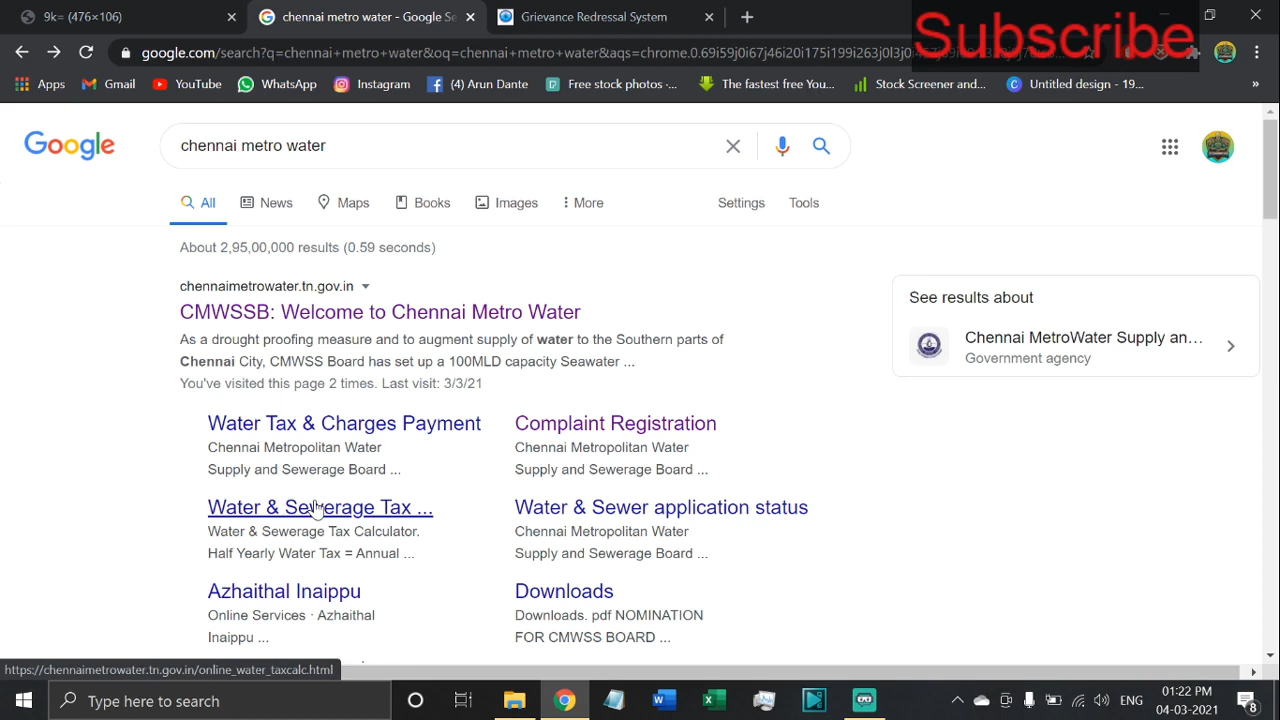 9k= (476×106)
chennai metro water - Google Se
Grievance Redressal System
Subscribe
google.com/search?q=chennai+metro+water&oq=chennai+metro+water&aqs=chrome.0.69i59j0i67j46i20i175i199i263j0l3j0i
Apps
Gmail
YouTube
WhatsApp
Instagram
(4) Arun Dante
Free stock photos ·...
The fastest free You...
Stock Screener and...
Untitled design - 19...
»
Google
chennai metro water
All
News
Maps
Books
Images
More
Settings
Tools
About 2,95,00,000 results (0.59 seconds)
chennaimetrowater.tn.gov.in
CMWSSB: Welcome to Chennai Metro Water
As a drought proofing measure and to augment supply of water to the Southern parts of
Chennai City, CMWSS Board has set up a 100MLD capacity Seawater ...
You've visited this page 2 times. Last visit: 3/3/21
See results about
Chennai MetroWater Supply an...
Government agency
Water Tax & Charges Payment
Chennai Metropolitan Water
Supply and Sewerage Board ...
Complaint Registration
Chennai Metropolitan Water
Supply and Sewerage Board ...
Water & Sewerage Tax ...
Water & Sewerage Tax Calculator.
Half Yearly Water Tax = Annual ...
Water & Sewer application status
Chennai Metropolitan Water
Supply and Sewerage Board ...
Azhaithal Inaippu
Online Services · Azhaithal
Inaippu ...
Downloads
Downloads. pdf NOMINATION
FOR CMWSS BOARD ...
https://chennaimetrowater.tn.gov.in/online_water_taxcalc.html
Type here to search
ENG
01:22 PM
04-03-2021
8